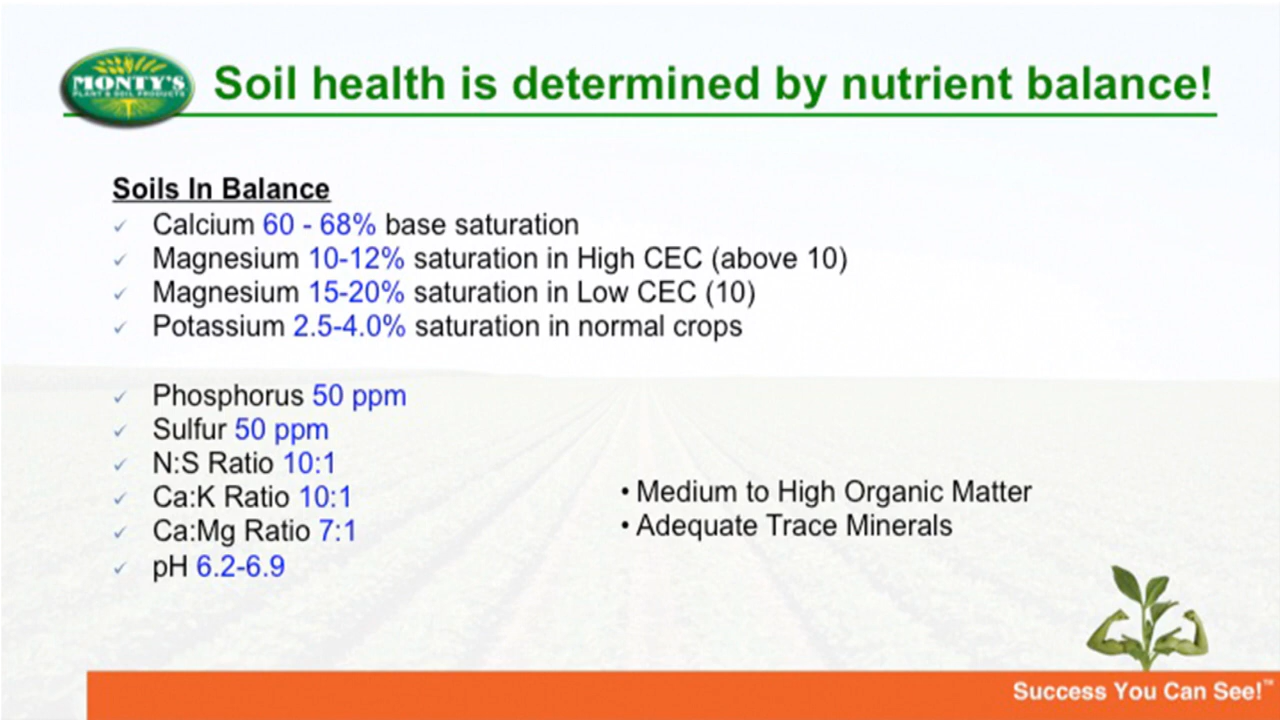 MONTY'S
PLANT & SOIL PRODUCTS
Soil health is determined by nutrient balance!
Soils In Balance
✓ Calcium 60 - 68% base saturation
✓ Magnesium 10-12% saturation in High CEC (above 10)
✓ Magnesium 15-20% saturation in Low CEC (10)
✓ Potassium 2.5-4.0% saturation in normal crops
✓ Phosphorus 50 ppm
✓ Sulfur 50 ppm
✓ N:S Ratio 10:1
✓ Ca:K Ratio 10:1
✓ Ca:Mg Ratio 7:1
✓ pH 6.2-6.9
• Medium to High Organic Matter
• Adequate Trace Minerals
Success You Can See!™